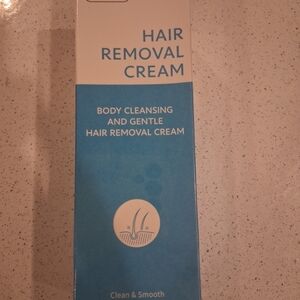 HAIR
REMOVAL
CREAM
BODY CLEANSING
AND GENTLE
HAIR REMOVAL CREAM
Clean & Smooth